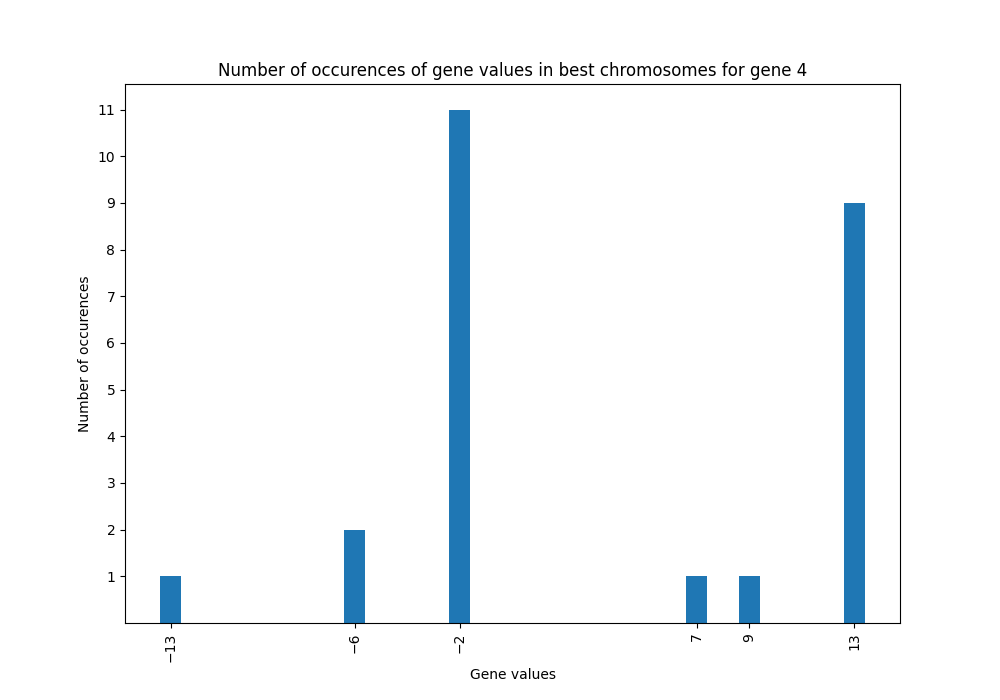 Number of occurences of gene values in best chromosomes for gene 4
11
10
9
8
7
6
5
4
3
2
1
Number of occurences
−13 −6 −2 7 9 13
Gene values